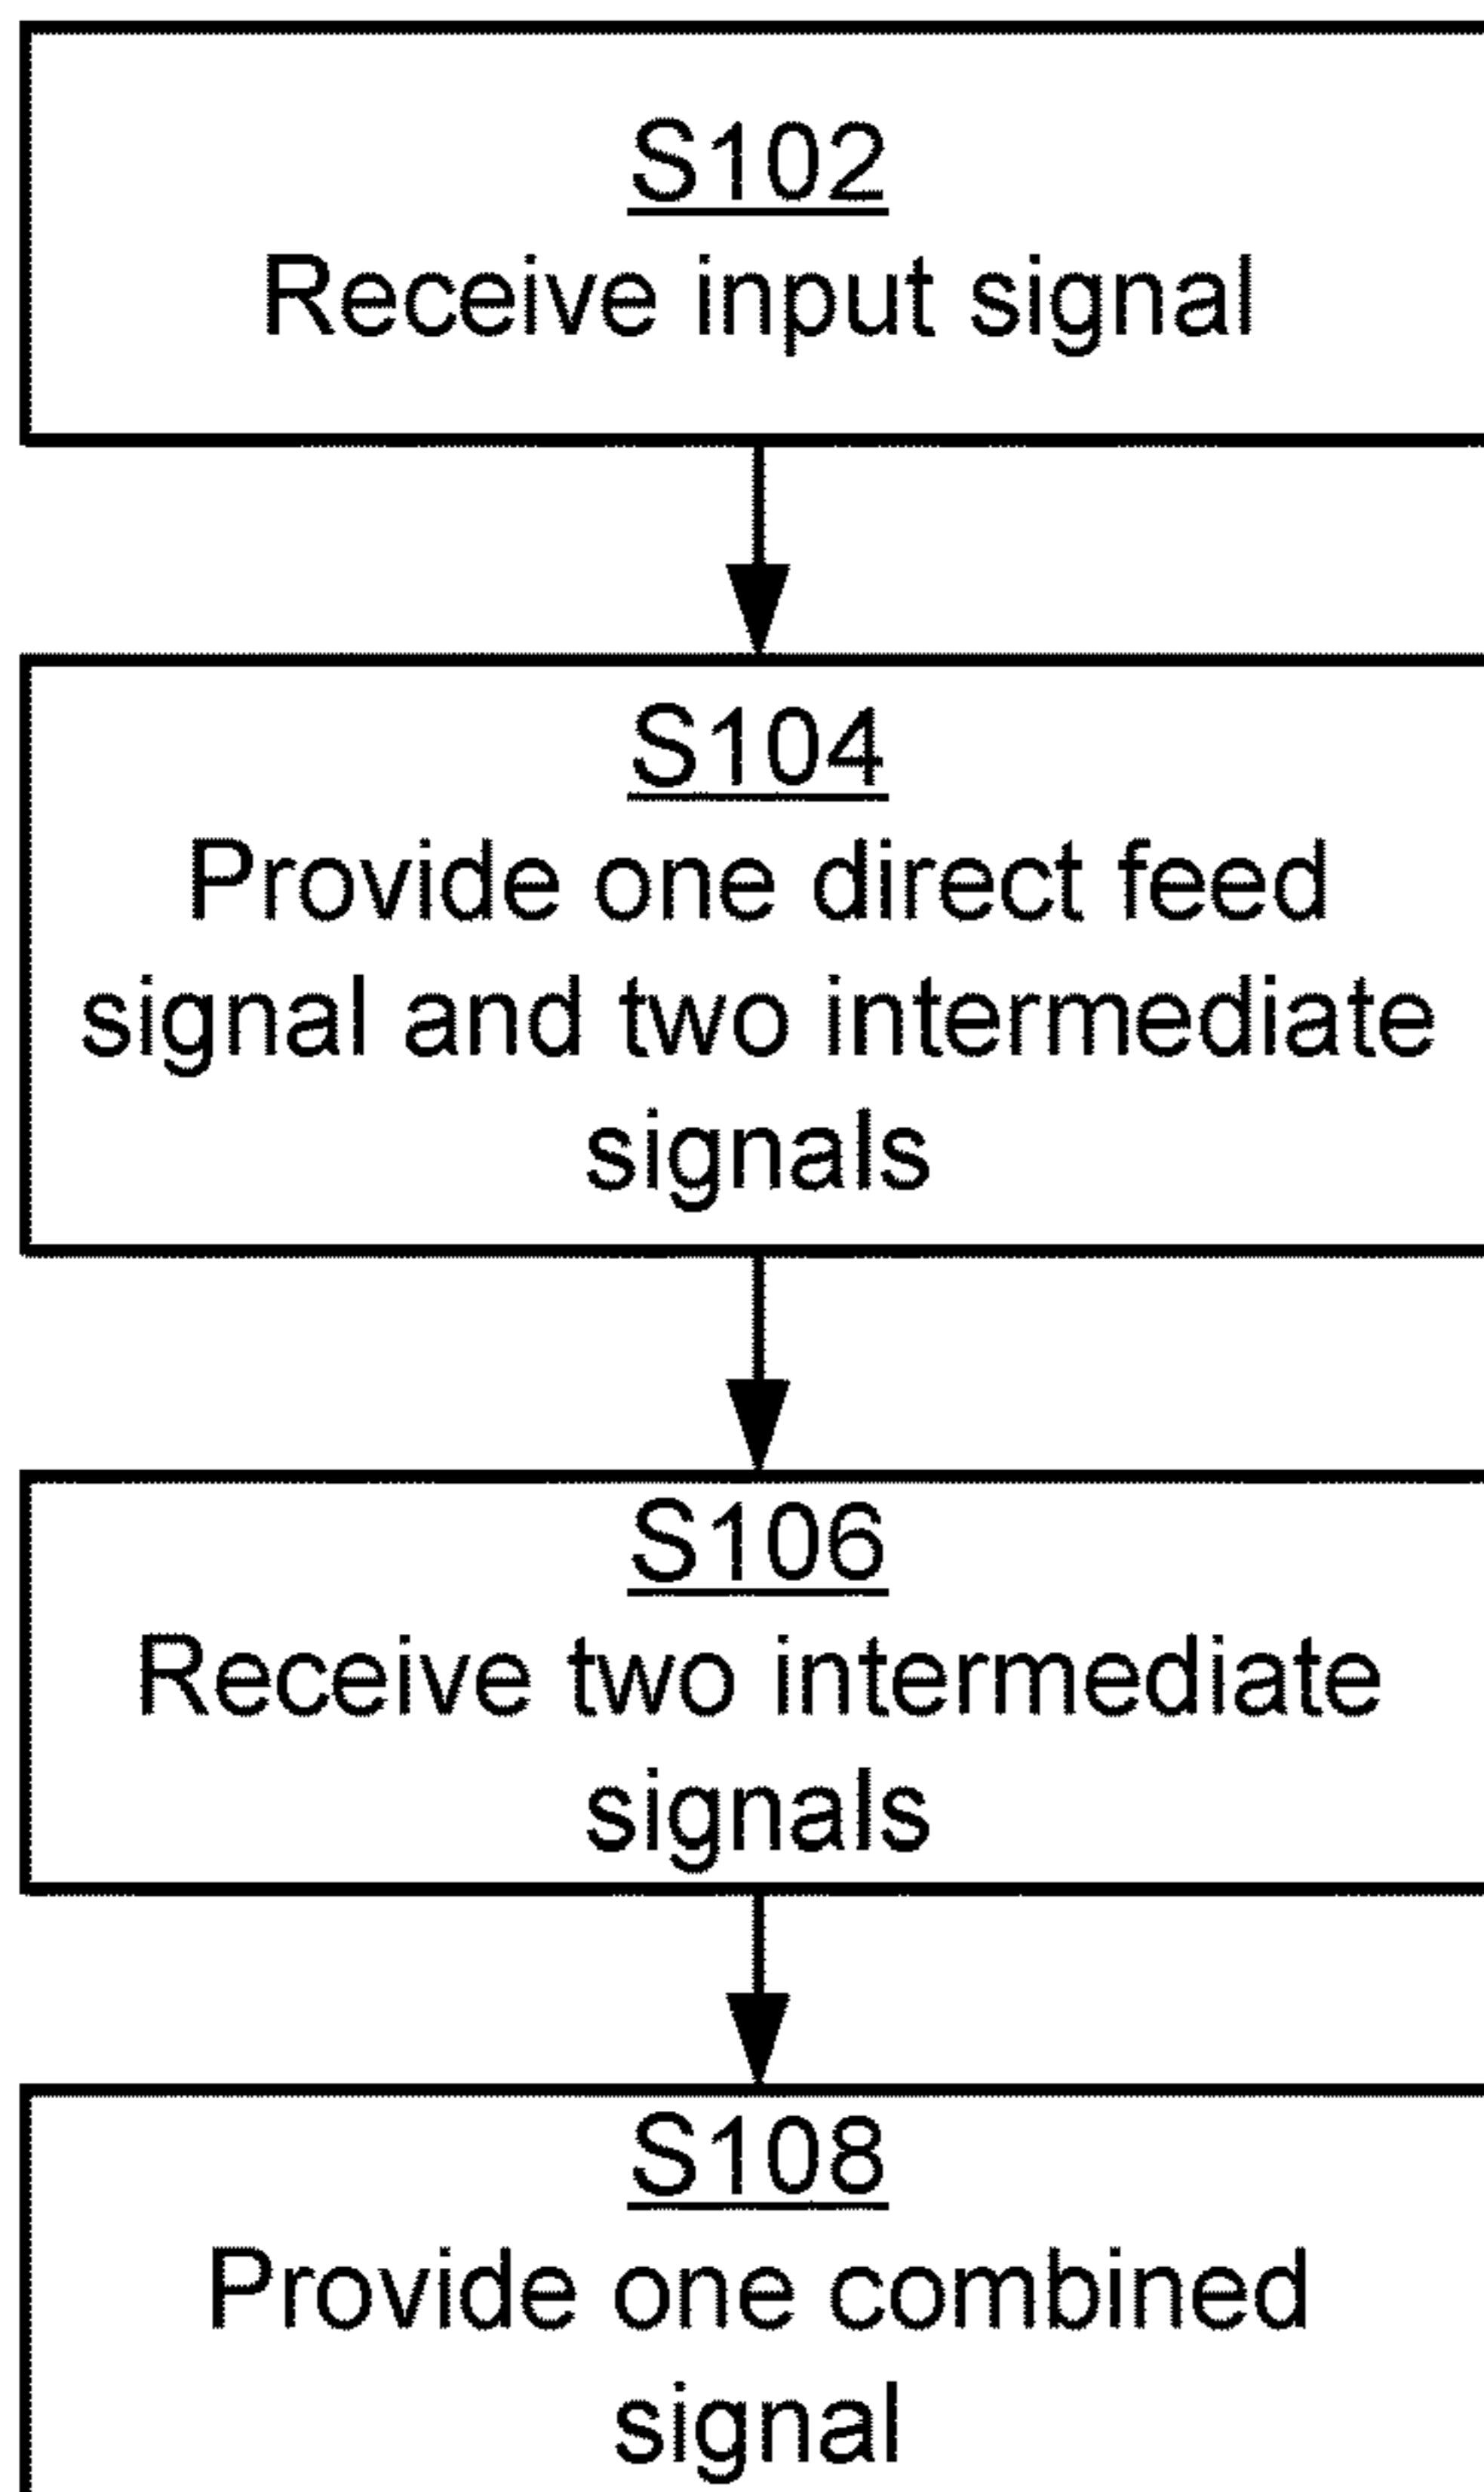 S102
Receive input signal
S104
Provide one direct feed
signal and two intermediate
signals
S106
Receive two intermediate
signals
S108
Provide one combined
signal